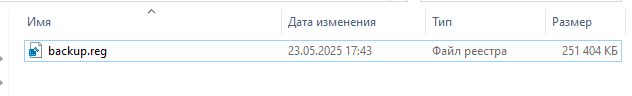 Имя Дата изменения Тип Размер
backup.reg 23.05.2025 17:43 Файл реестра 251 404 КБ